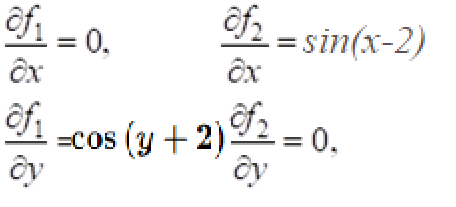 ∂f₁/∂x = 0, ∂f₂/∂x = sin(x-2)
∂f₁/∂y =cos (y + 2) ∂f₂/∂y = 0,